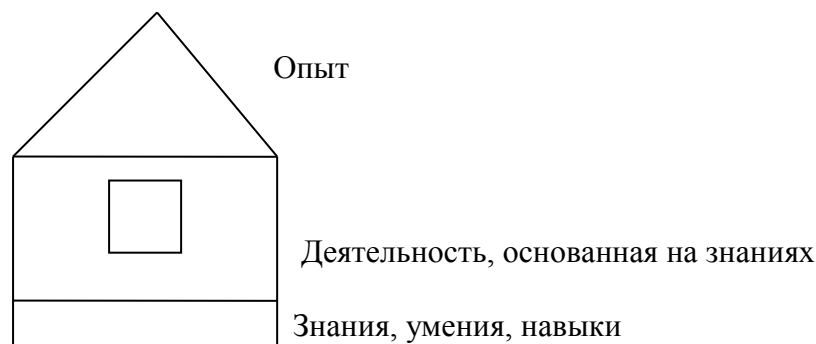 Опыт
Деятельность, основанная на знаниях
Знания, умения, навыки